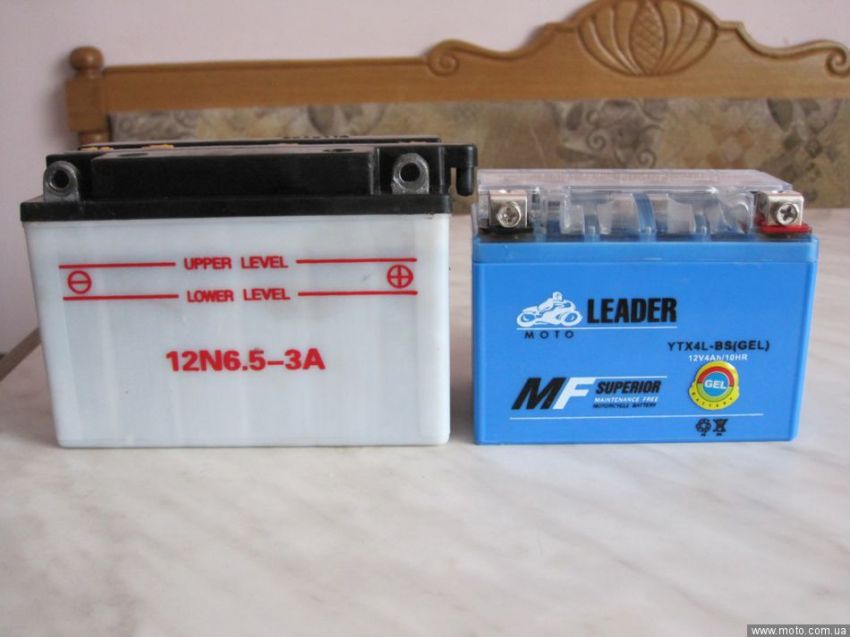 UPPER LEVEL
LOWER LEVEL
12N6.5-3A
LEADER
MOTO
YTX4L-BS(GEL)
12V4Ah/10HR
MF SUPERIOR
MAINTENANCE FREE
MOTORCYCLE BATTERY
GEL
BATTERY
www.moto.com.ua